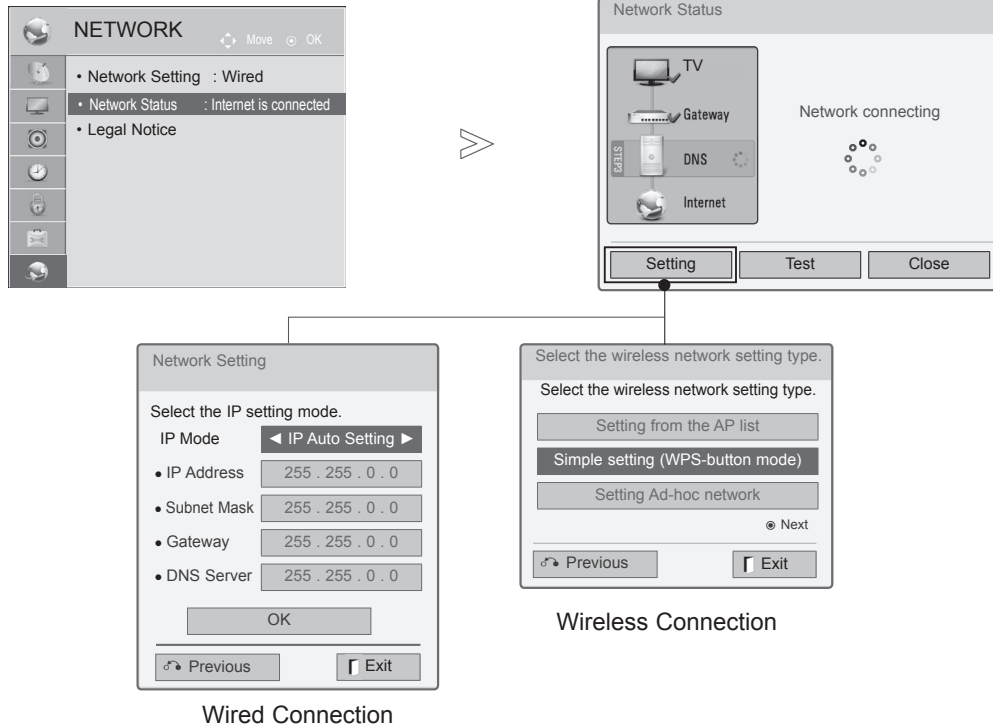 NETWORK
Move ⊙ OK
• Network Setting : Wired
• Network Status : Internet is connected
• Legal Notice
Network Status
TV
Gateway
STEP3
DNS
Internet
Network connecting
Setting
Test
Close
Network Setting
Select the IP setting mode.
IP Mode ◄ IP Auto Setting ►
• IP Address 255 . 255 . 0 . 0
• Subnet Mask 255 . 255 . 0 . 0
• Gateway 255 . 255 . 0 . 0
• DNS Server 255 . 255 . 0 . 0
OK
Previous
Exit
Wired Connection
Select the wireless network setting type.
Select the wireless network setting type.
Setting from the AP list
Simple setting (WPS-button mode)
Setting Ad-hoc network
⊙ Next
Previous
Exit
Wireless Connection